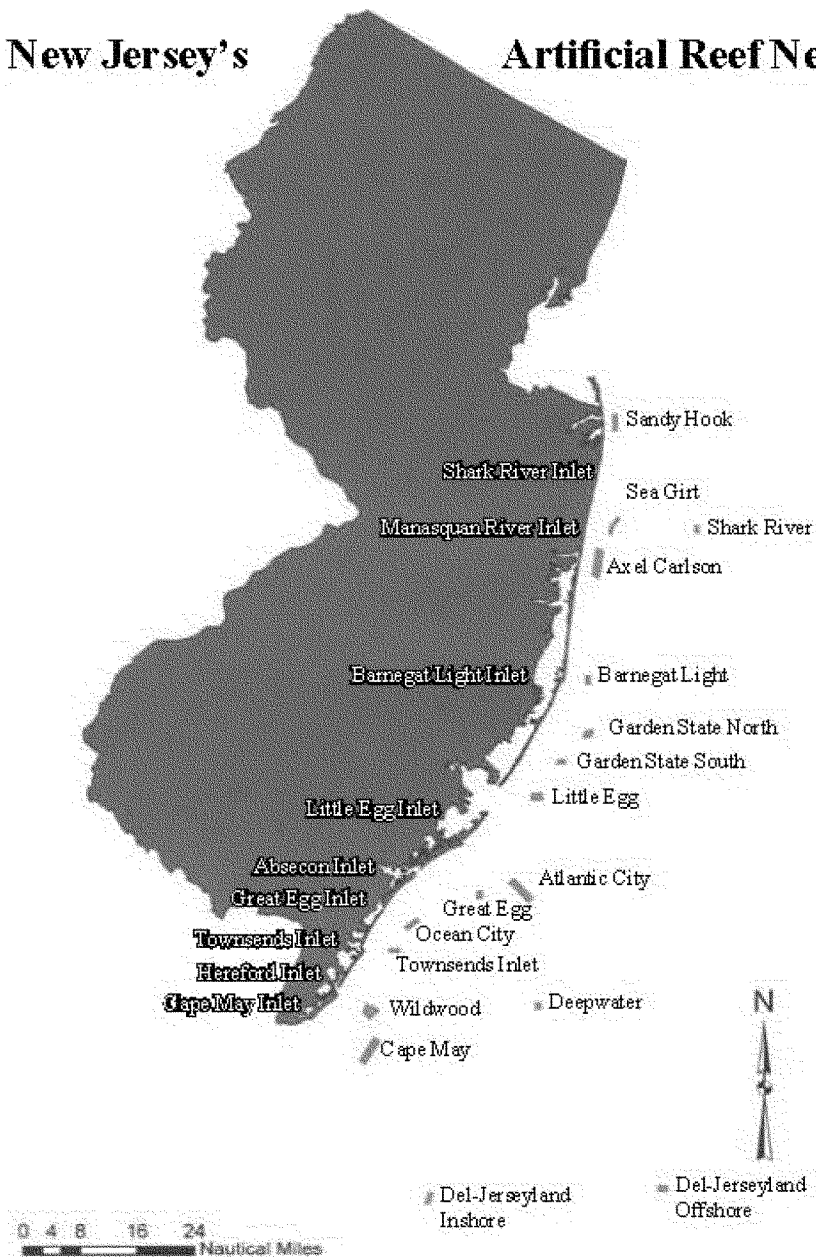 New Jersey's Artificial Reef Ne
Sandy Hook
Shark River Inlet
Sea Girt
Manasquan River Inlet
Shark River
Axel Carlson
Barnegat Light Inlet
Barnegat Light
Garden State North
Garden State South
Little Egg
Little Egg Inlet
Absecon Inlet
Atlantic City
Great Egg Inlet
Great Egg
Ocean City
Townsends Inlet
Townsends Inlet
Hereford Inlet
Cape May Inlet
Wildwood
Deepwater
N
Cape May
Del-Jerseyland
Inshore
Del-Jerseyland
Offshore
0 4 8 16 24
Nautical Miles